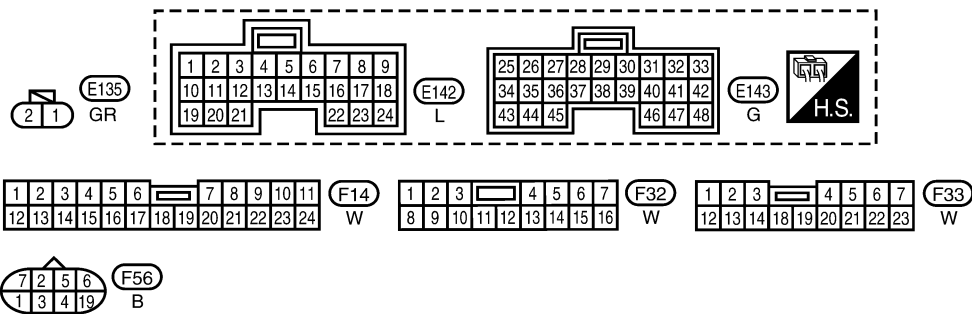 2 1
E135
GR
1 2 3 4 5 6 7 8 9
10 11 12 13 14 15 16 17 18
19 20 21 22 23 24
E142
L
25 26 27 28 29 30 31 32 33
34 35 36 37 38 39 40 41 42
43 44 45 46 47 48
E143
G
H.S.
1 2 3 4 5 6 7 8 9 10 11
12 13 14 15 16 17 18 19 20 21 22 23 24
F14
W
1 2 3 4 5 6 7
8 9 10 11 12 13 14 15 16
F32
W
1 2 3 4 5 6 7
12 13 14 18 19 20 21 22 23
F33
W
7 2 5 6
1 3 4 19
F56
B